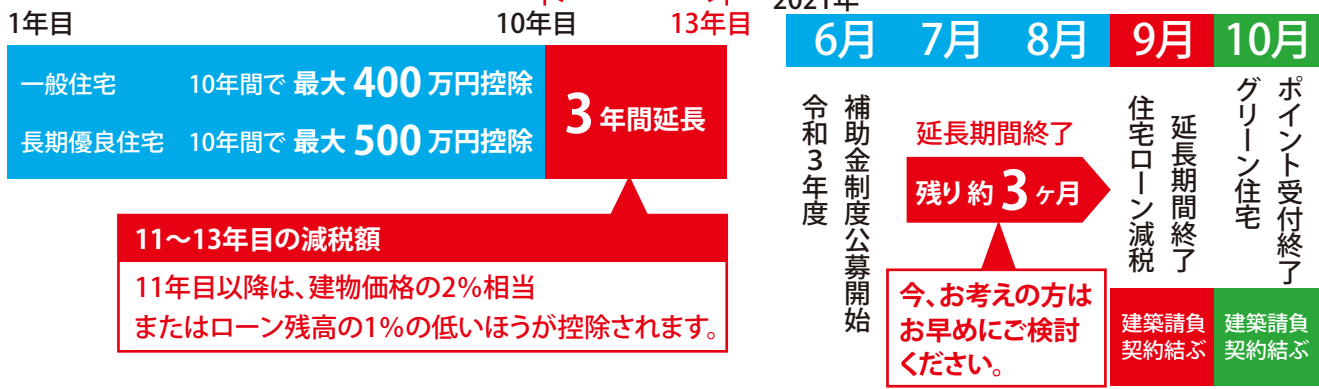 1年目
10年目
13年目
一般住宅 10年間で 最大 400 万円控除
長期優良住宅 10年間で 最大 500 万円控除
3 年間延長
11〜13年目の減税額
11年目以降は、建物価格の2%相当
またはローン残高の1%の低いほうが控除されます。
2021年
6月 7月 8月 9月 10月
令和3年度
補助金制度公募開始
延長期間終了
残り約 3 ヶ月
今、お考えの方は
お早めにご検討
ください。
住宅ローン減税
延長期間終了
建築請負
契約結ぶ
グリーン住宅
ポイント受付終了
建築請負
契約結ぶ